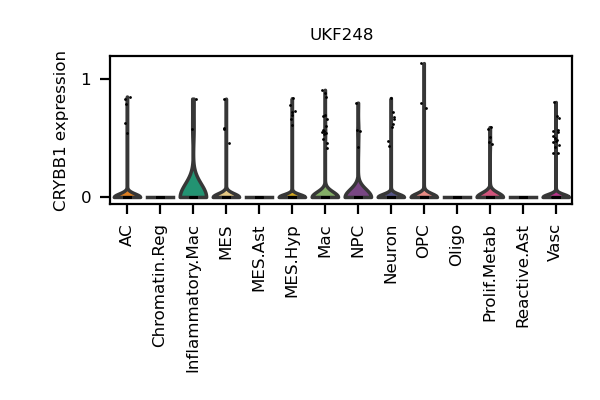 UKF248
CRYBB1 expression
1
0
AC
Chromatin.Reg
Inflammatory.Mac
MES
MES.Ast
MES.Hyp
Mac
NPC
Neuron
OPC
Oligo
Prolif.Metab
Reactive.Ast
Vasc